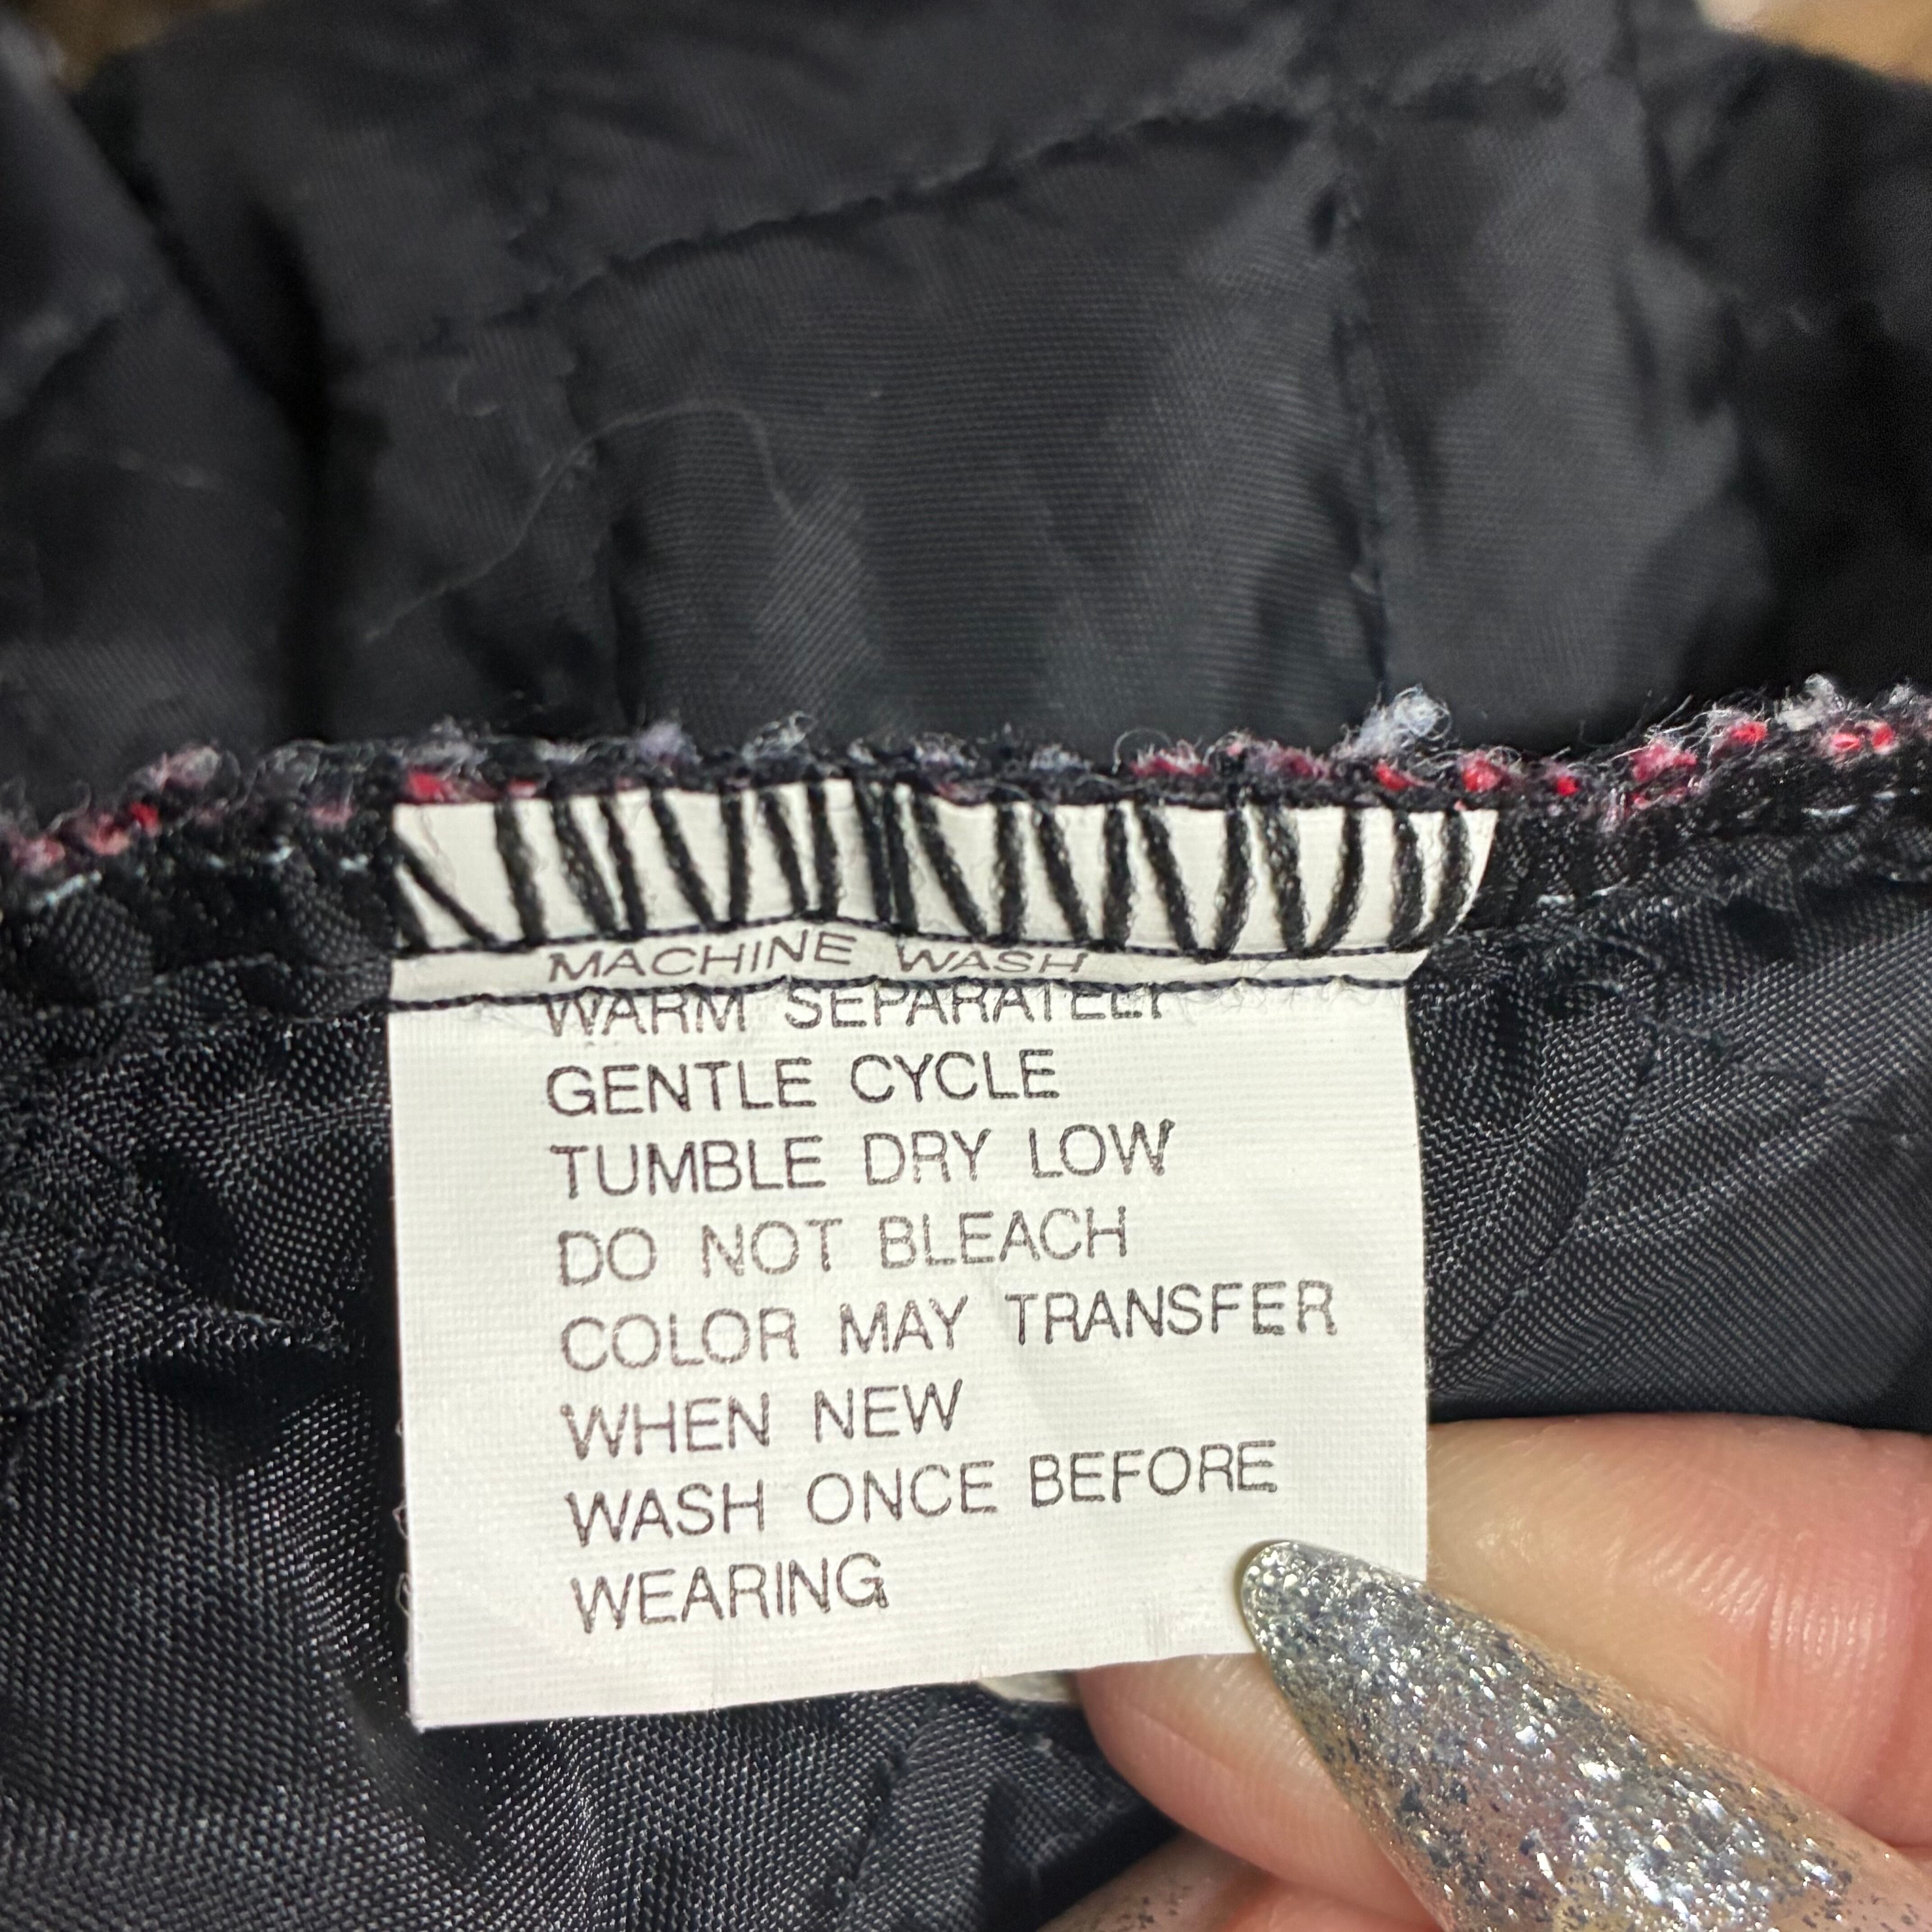 MACHINE WASH
WARM SEPARATELY
GENTLE CYCLE
TUMBLE DRY LOW
DO NOT BLEACH
COLOR MAY TRANSFER
WHEN NEW
WASH ONCE BEFORE
WEARING